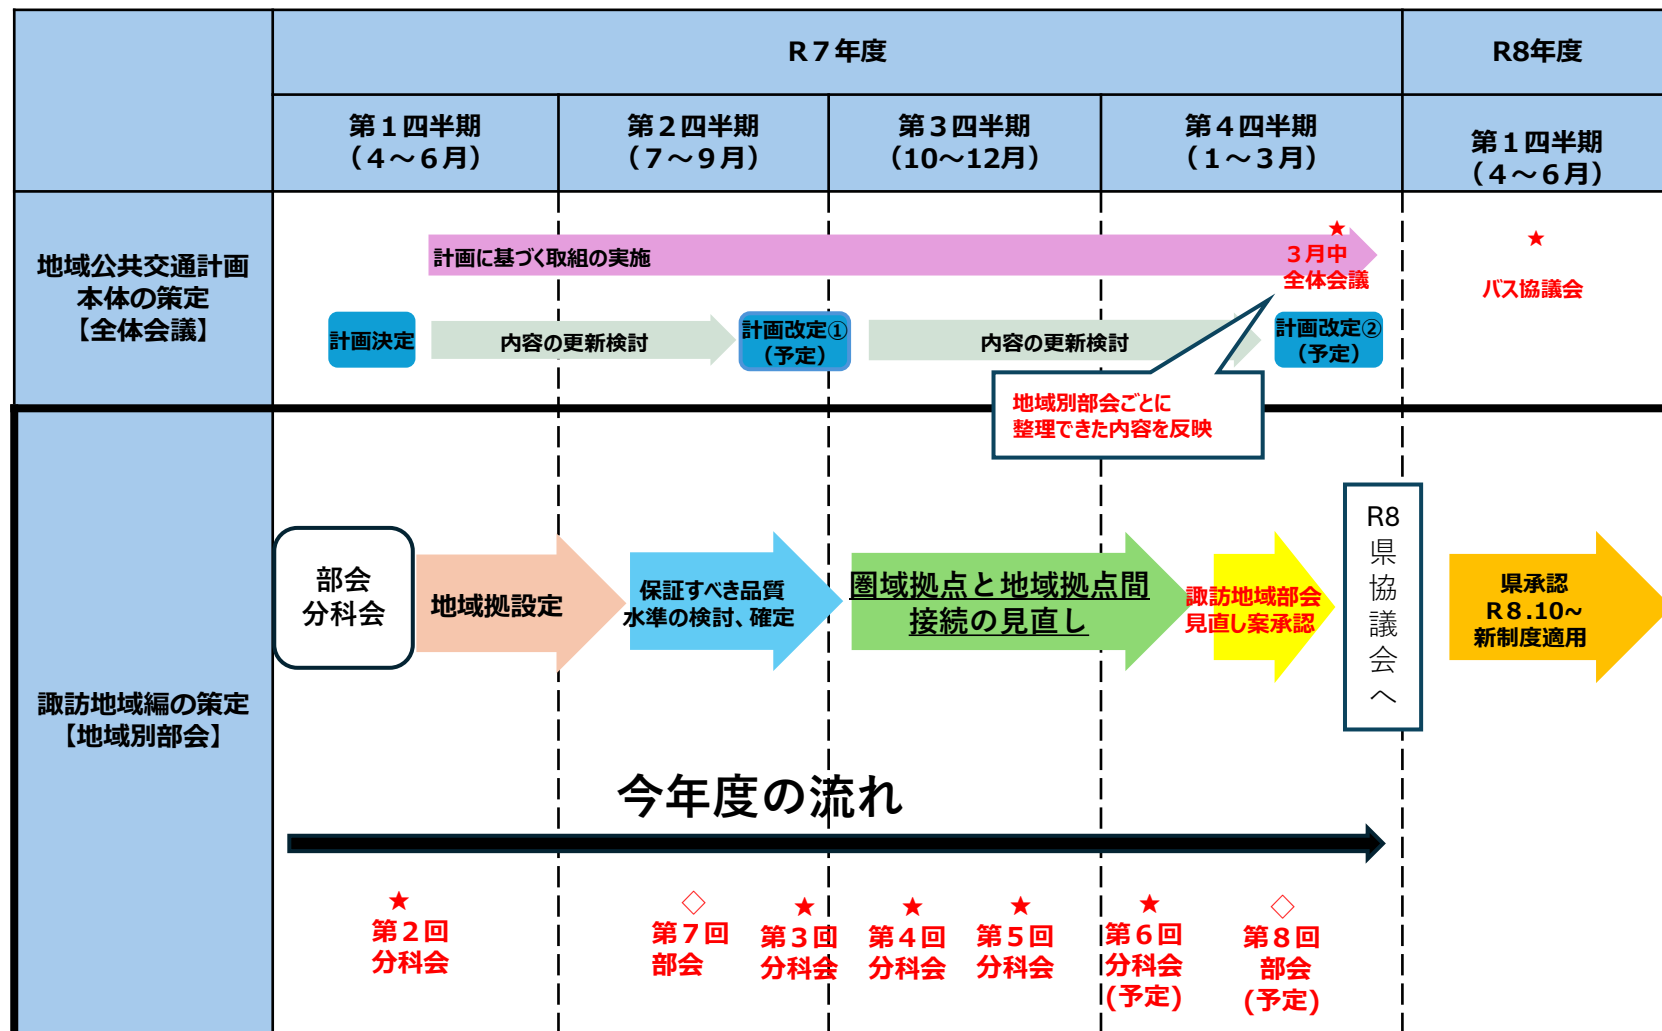 R７年度
R8年度
第１四半期
（４～６月）
第２四半期
（７～９月）
第３四半期
（10～12月）
第４四半期
（１～３月）
第１四半期
（４～６月）
地域公共交通計画
本体の策定
【全体会議】
計画に基づく取組の実施
★
３月中
全体会議
★
バス協議会
計画決定
内容の更新検討
計画改定①
（予定）
内容の更新検討
計画改定②
（予定）
地域別部会ごとに
整理できた内容を反映
諏訪地域編の策定
【地域別部会】
部会
分科会
地域拠設定
保証すべき品質
水準の検討、確定
圏域拠点と地域拠点間
接続の見直し
諏訪地域部会
見直し案承認
R8
県
協
議
会
へ
県承認
R８.10~
新制度適用
今年度の流れ
★
第２回
分科会
◇
第７回
部会
★
第３回
分科会
★
第４回
分科会
★
第５回
分科会
★
第６回
分科会
(予定)
◇
第８回
部会
(予定)